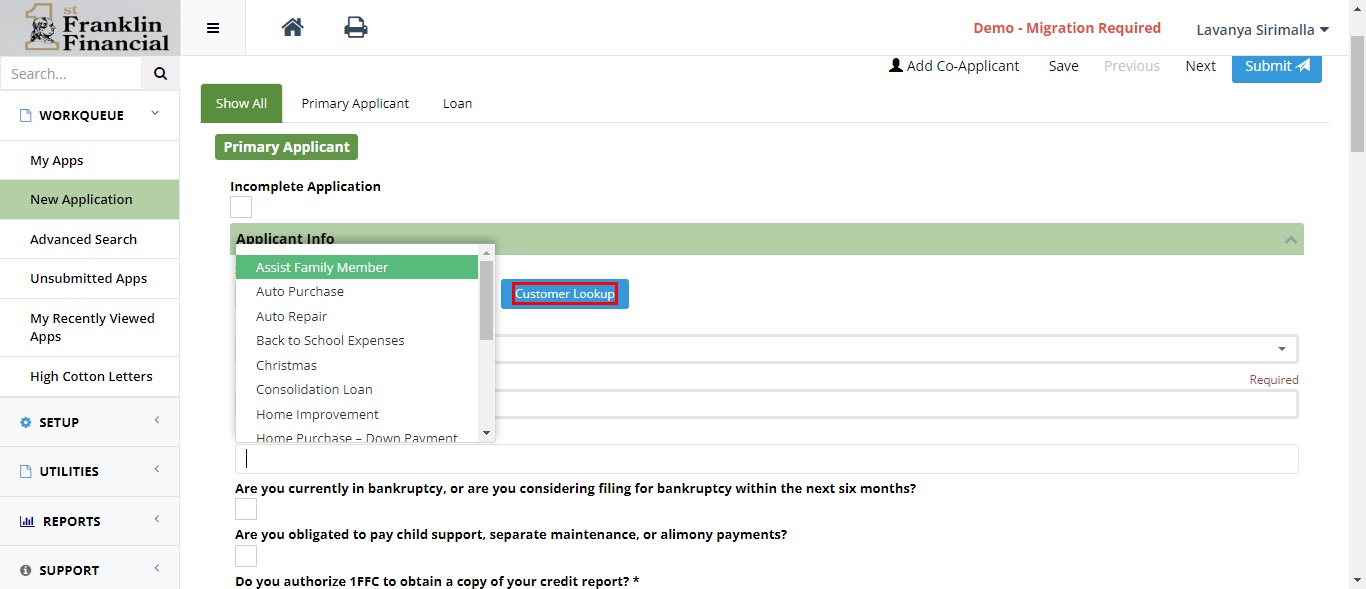 1st
Franklin
Financial
Demo - Migration Required
Lavanya Sirimalla
Search...
Add Co-Applicant
Save
Previous
Next
Submit
WORKQUEUE
My Apps
New Application
Advanced Search
Unsubmitted Apps
My Recently Viewed
Apps
High Cotton Letters
SETUP
UTILITIES
REPORTS
SUPPORT
Show All
Primary Applicant
Loan
Primary Applicant
Incomplete Application
Applicant Info
Assist Family Member
Auto Purchase
Auto Repair
Back to School Expenses
Christmas
Consolidation Loan
Home Improvement
Home Purchase – Down Payment
Customer Lookup
Required
Are you currently in bankruptcy, or are you considering filing for bankruptcy within the next six months?
Are you obligated to pay child support, separate maintenance, or alimony payments?
Do you authorize 1FFC to obtain a copy of your credit report? *